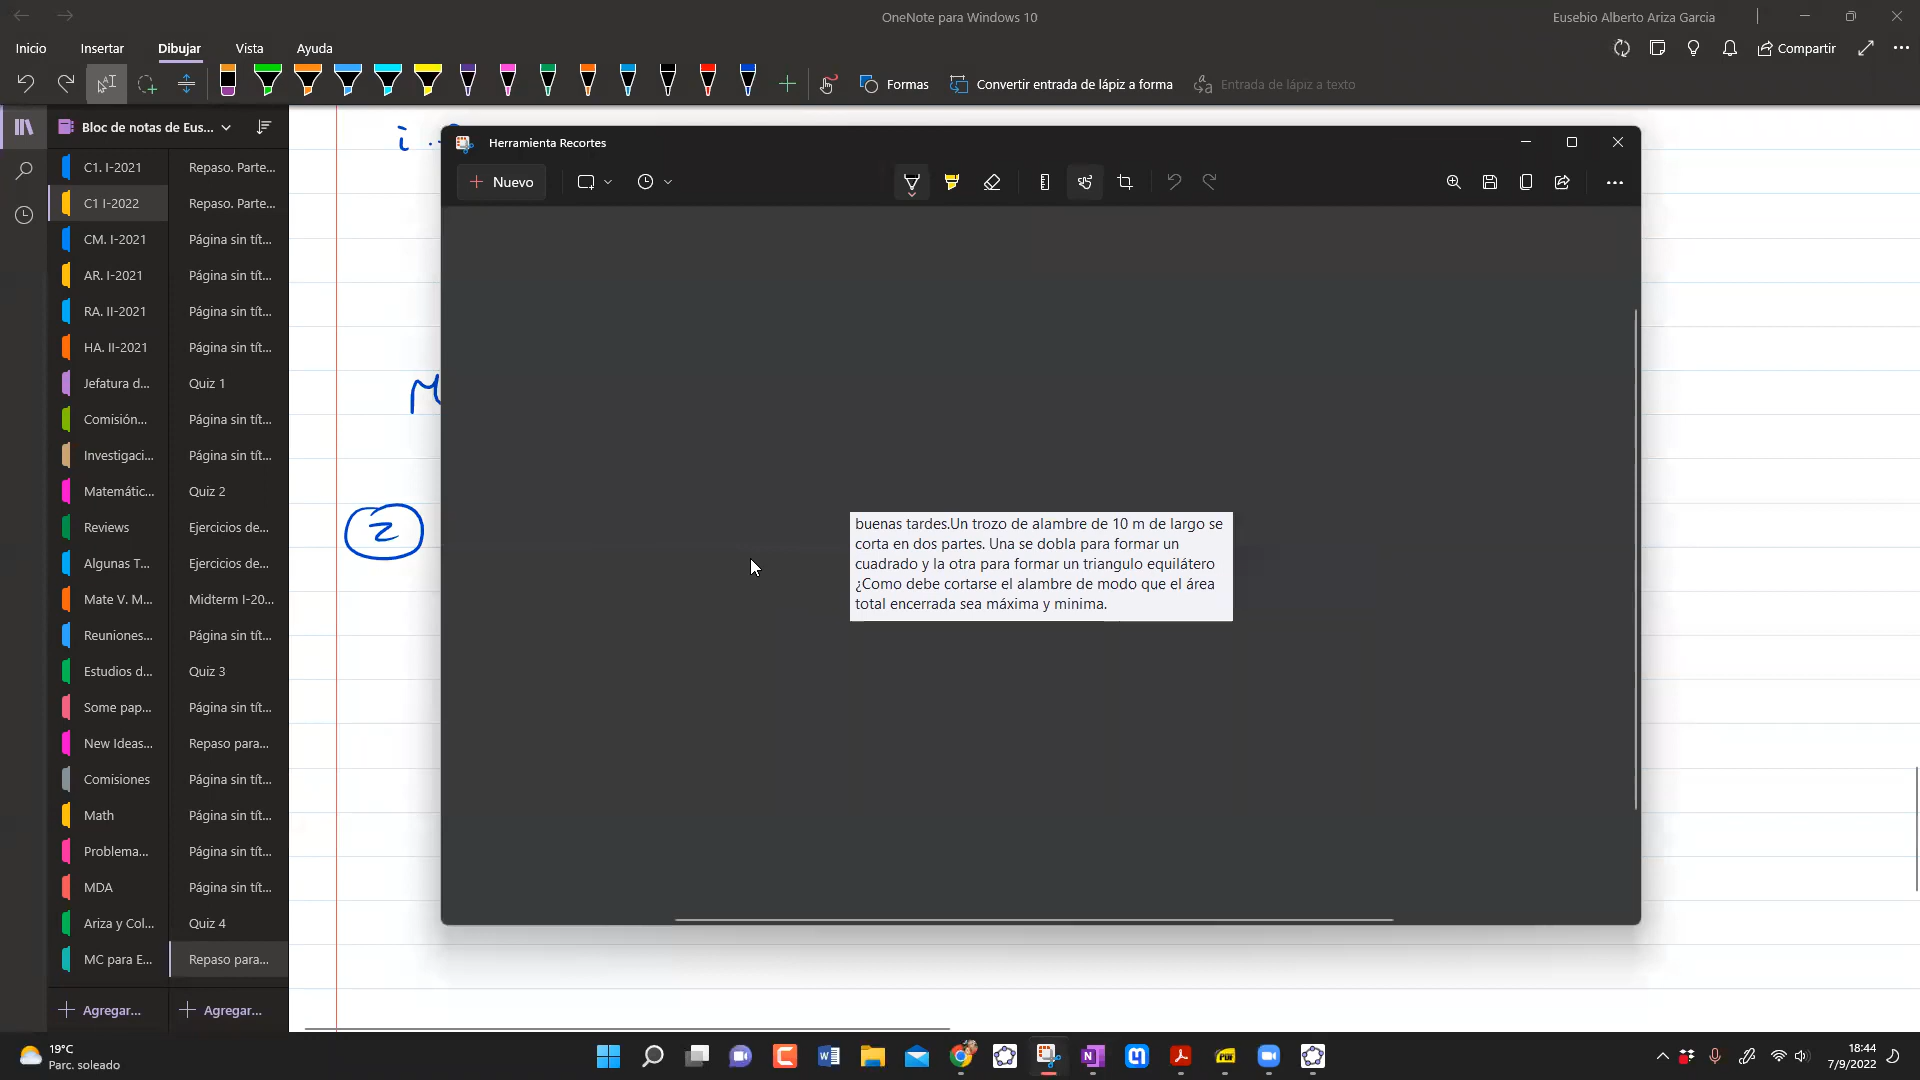 OneNote para Windows 10
Eusebio Alberto Ariza Garcia
Inicio
Insertar
Dibujar
Vista
Ayuda
Compartir
Formas
Convertir entrada de lápiz a forma
Entrada de lápiz a texto
Bloc de notas de Eus...
C1. I-2021
C1 I-2022
CM. I-2021
AR. I-2021
RA. II-2021
HA. II-2021
Jefatura d...
Comisión...
Investigaci...
Matemátic...
Reviews
Algunas T...
Mate V. M...
Reuniones...
Estudios d...
Some pap...
New Ideas...
Comisiones
Math
Problema...
MDA
Ariza y Col...
MC para E...
Agregar...
Repaso. Parte...
Repaso. Parte...
Página sin tít...
Página sin tít...
Página sin tít...
Página sin tít...
Quiz 1
Página sin tít...
Página sin tít...
Quiz 2
Ejercicios de...
Ejercicios de...
Midterm I-20...
Página sin tít...
Quiz 3
Página sin tít...
Repaso para...
Página sin tít...
Página sin tít...
Página sin tít...
Página sin tít...
Quiz 4
Repaso para...
Agregar...
i
M
2
Herramienta Recortes
Nuevo
buenas tardes.Un trozo de alambre de 10 m de largo se
corta en dos partes. Una se dobla para formar un
cuadrado y la otra para formar un triangulo equilátero
¿Como debe cortarse el alambre de modo que el área
total encerrada sea máxima y minima.
19°C
Parc. soleado
18:44
7/9/2022